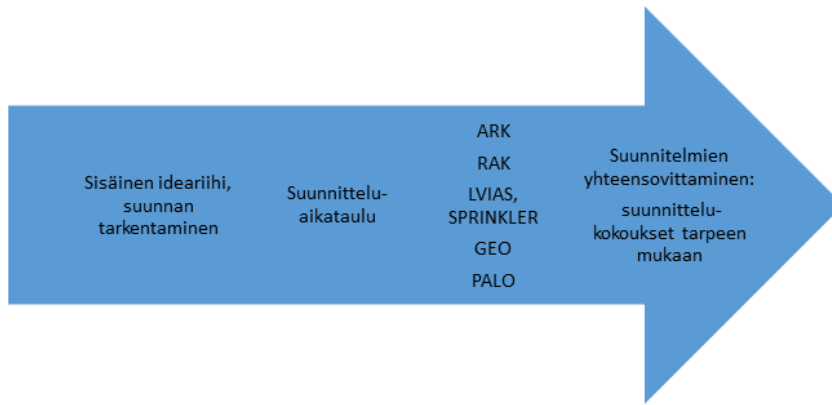 Sisäinen ideariihi,
suunnan
tarkentaminen
Suunnittelu-
aikataulu
ARK
RAK
LVIAS,
SPRINKLER
GEO
PALO
Suunnitelmien
yhteensovittaminen:
suunnittelu-
kokoukset tarpeen
mukaan